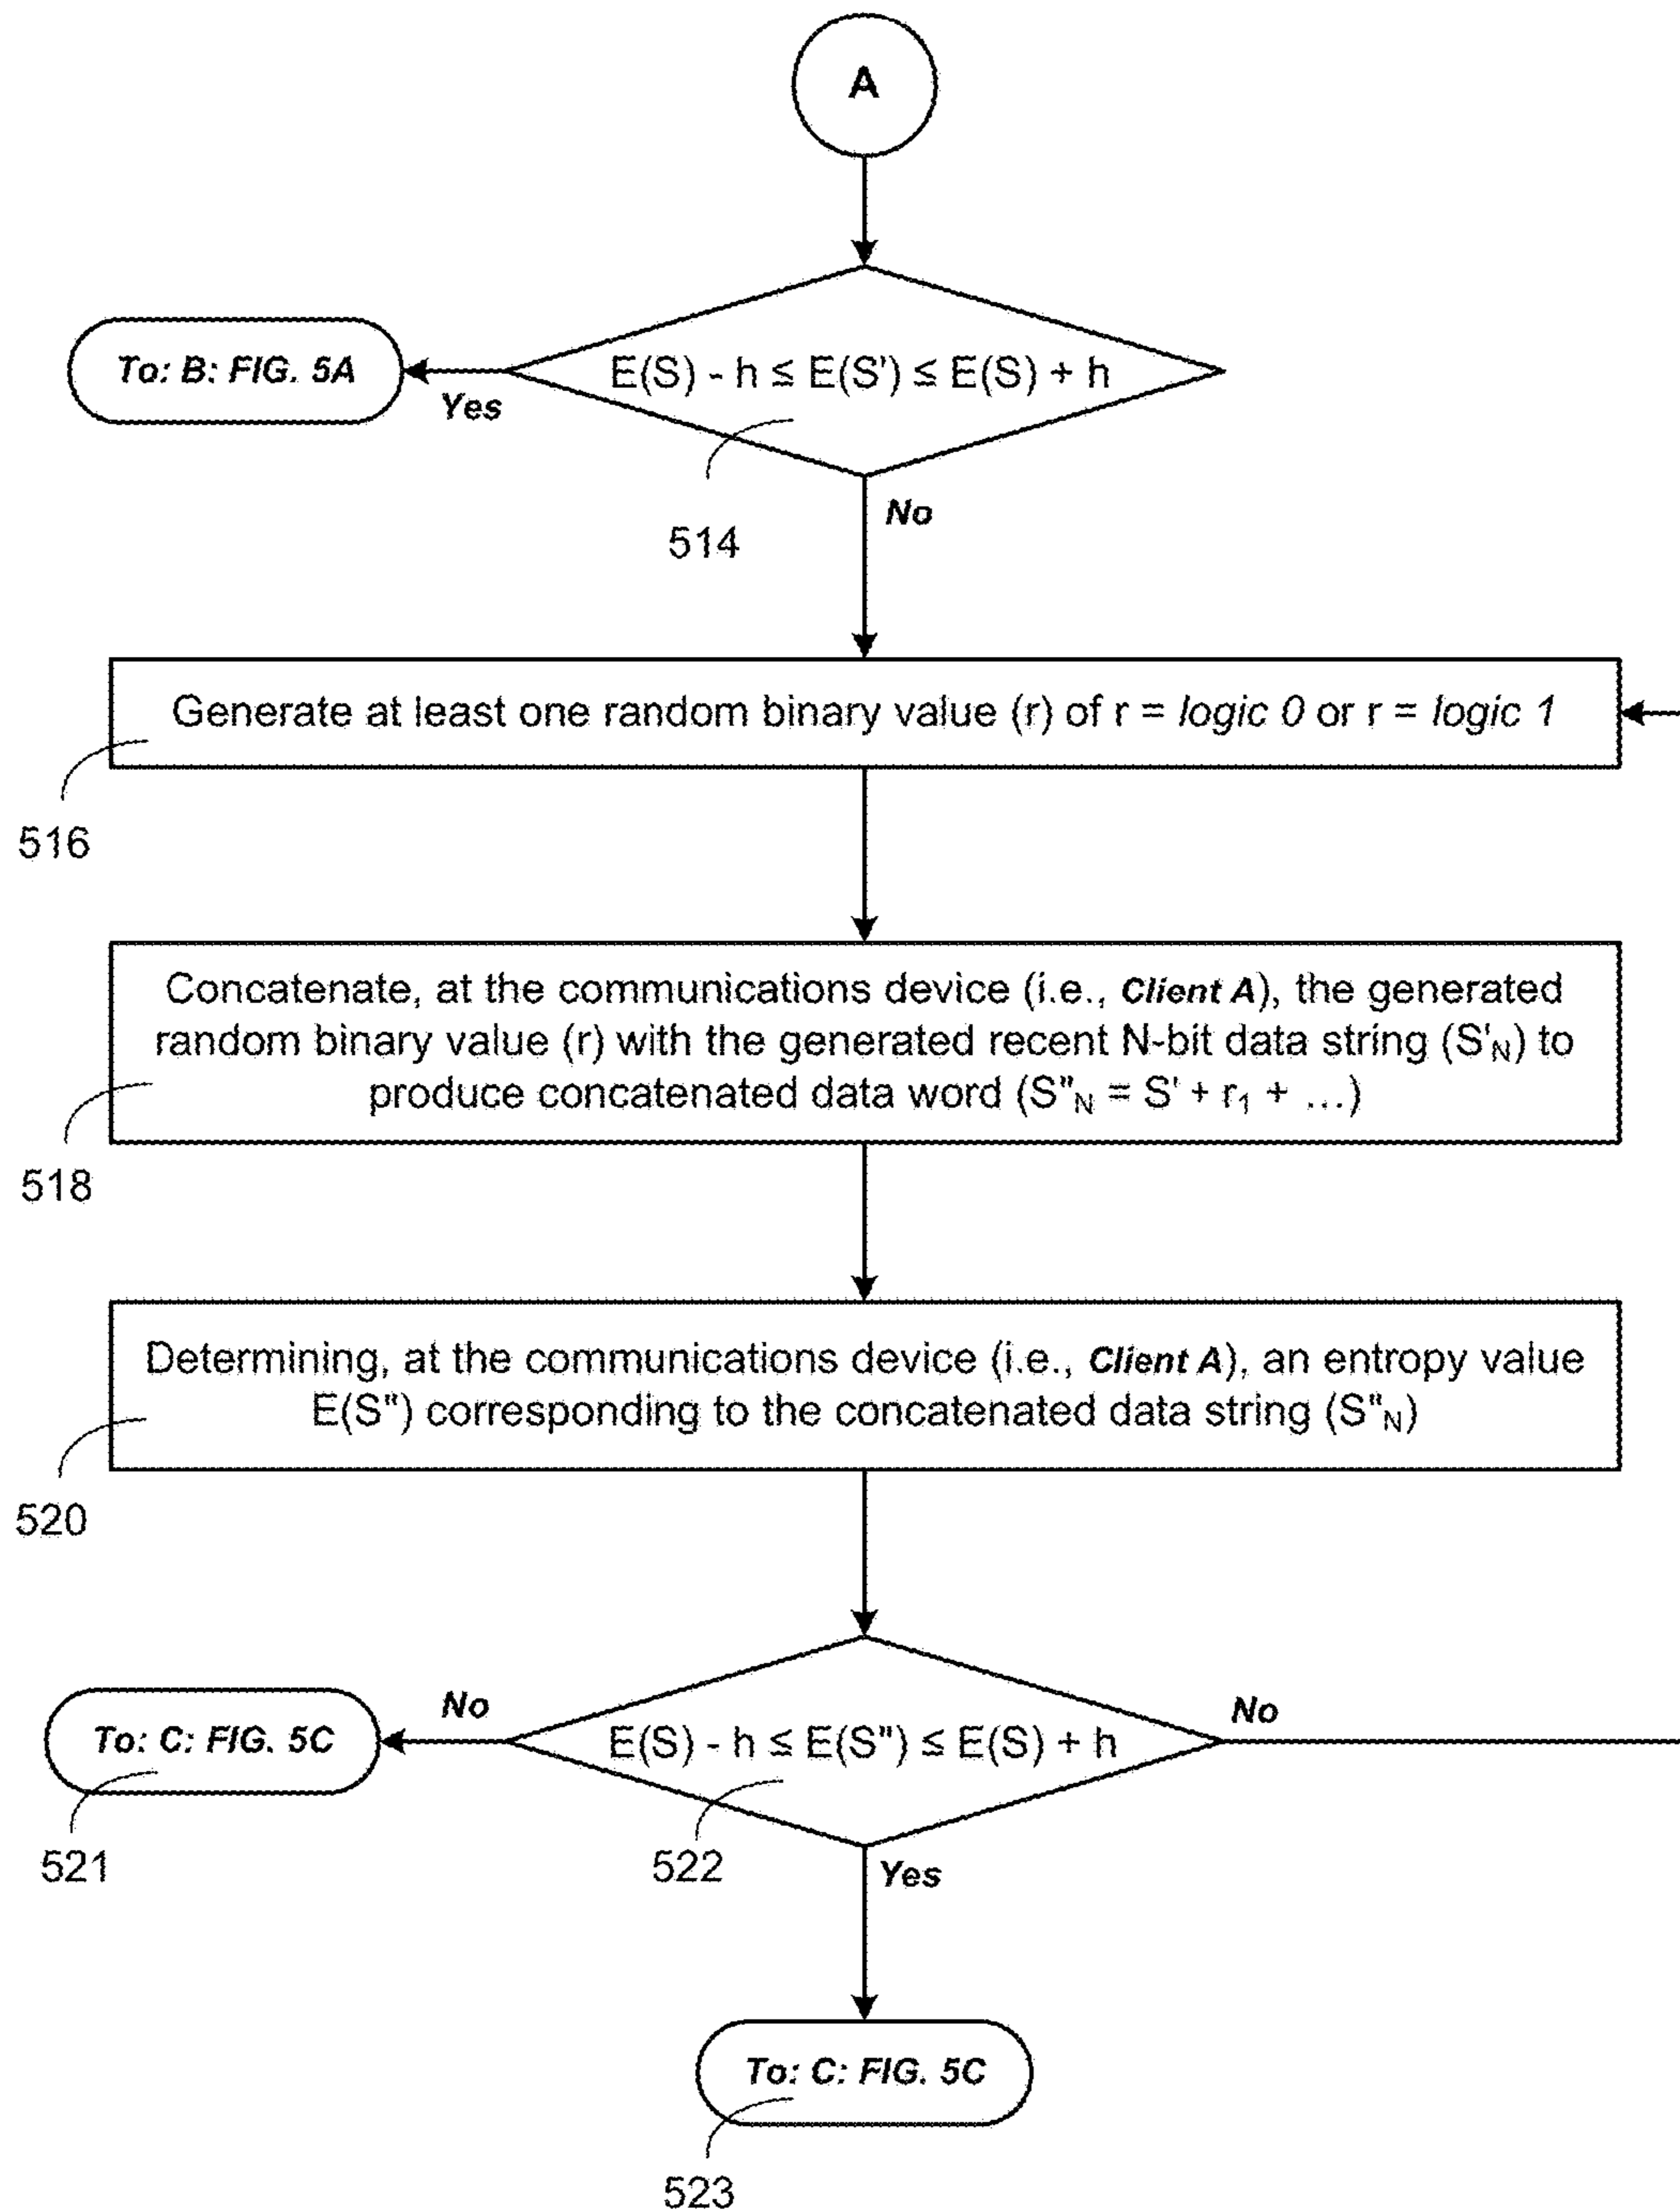 A
E(S) - h ≤ E(S') ≤ E(S) + h
To: B: FIG. 5A
Yes
No
514
Generate at least one random binary value (r) of r = logic 0 or r = logic 1
516
Concatenate, at the communications device (i.e., Client A), the generated
random binary value (r) with the generated recent N-bit data string (S'N) to
produce concatenated data word (S"N = S' + r1 + ...)
518
Determining, at the communications device (i.e., Client A), an entropy value
E(S") corresponding to the concatenated data string (S"N)
520
No
No
To: C: FIG. 5C
E(S) - h ≤ E(S") ≤ E(S) + h
521
522
Yes
To: C: FIG. 5C
523